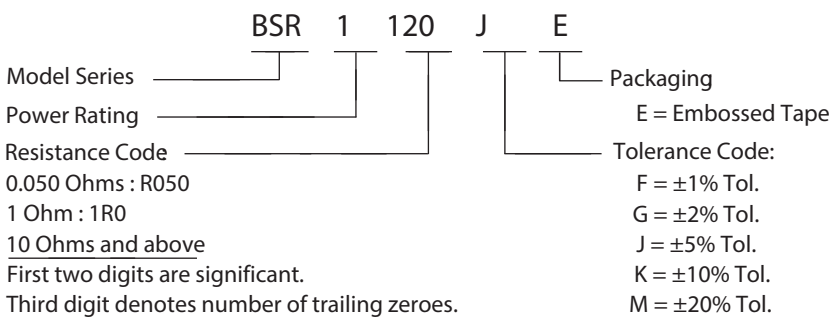 BSR 1 120 J E
Model Series
Power Rating
Resistance Code
0.050 Ohms : R050
1 Ohm : 1R0
10 Ohms and above
First two digits are significant.
Third digit denotes number of trailing zeroes.
Packaging
E = Embossed Tape
Tolerance Code:
F = ±1% Tol.
G = ±2% Tol.
J = ±5% Tol.
K = ±10% Tol.
M = ±20% Tol.